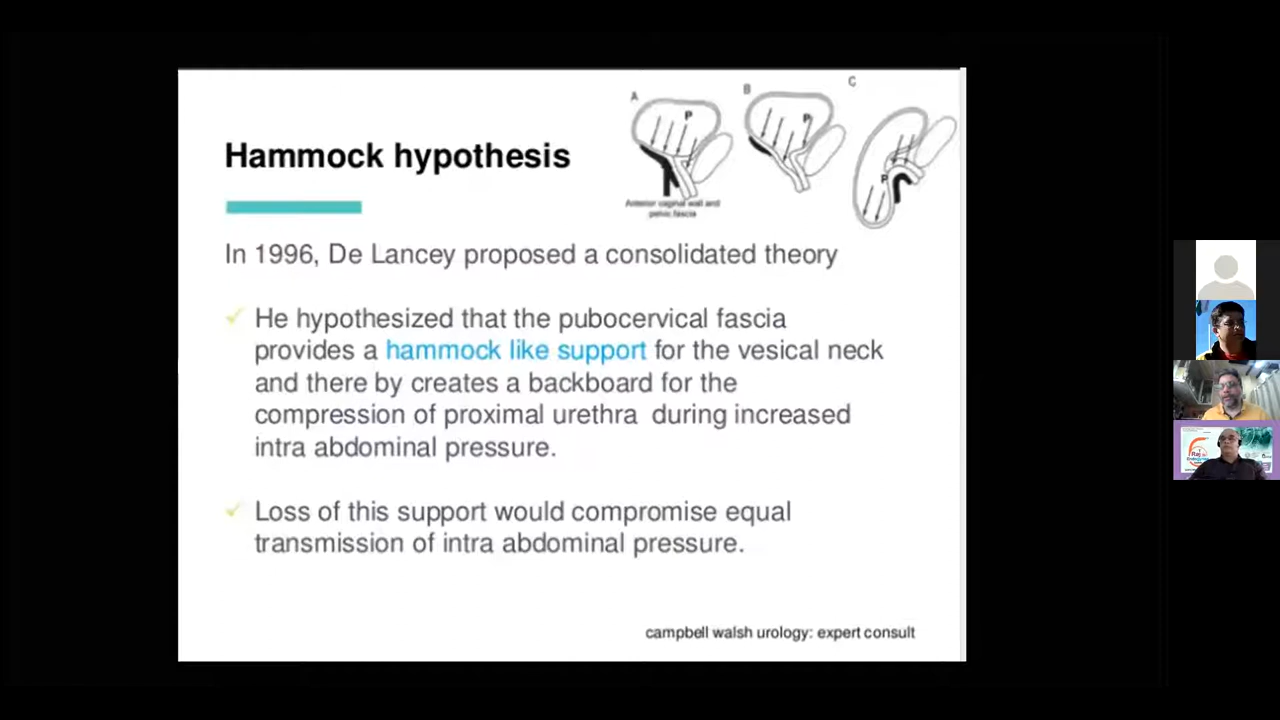 A
B
C
P
P
P
Anterior vaginal wall and
pelvic fascia
Hammock hypothesis
In 1996, De Lancey proposed a consolidated theory
He hypothesized that the pubocervical fascia
provides a hammock like support for the vesical neck
and there by creates a backboard for the
compression of proximal urethra during increased
intra abdominal pressure.
Loss of this support would compromise equal
transmission of intra abdominal pressure.
campbell walsh urology: expert consult